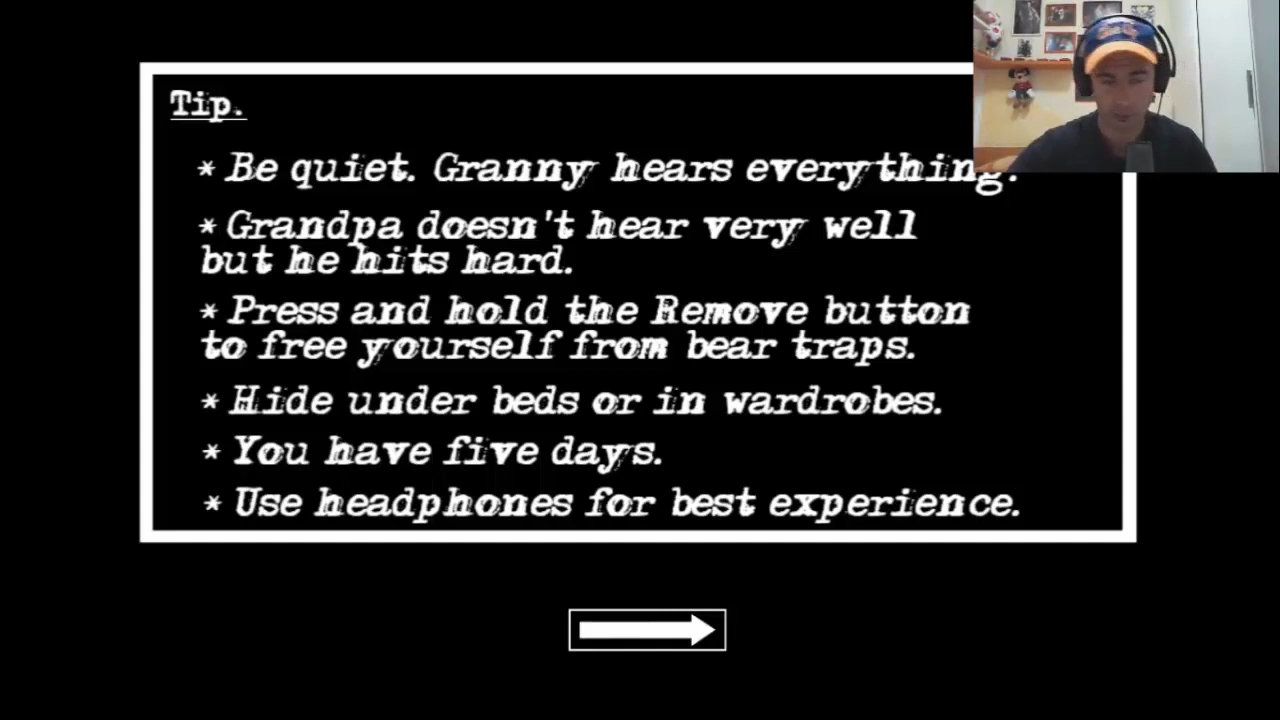 Tip.
* Be quiet. Granny hears everything.
* Grandpa doesn't hear very well
but he hits hard.
* Press and hold the Remove button
to free yourself from bear traps.
* Hide under beds or in wardrobes.
* You have five days.
* Use headphones for best experience.